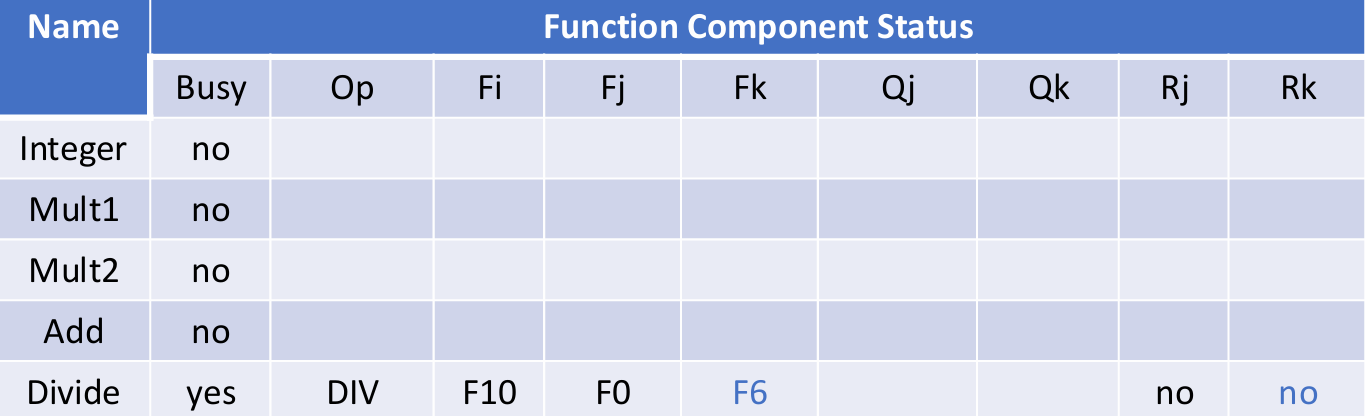 Name Function Component Status
Busy Op Fi Fj Fk Qj Qk Rj Rk
Integer no
Mult1 no
Mult2 no
Add no
Divide yes DIV F10 F0 F6 no no